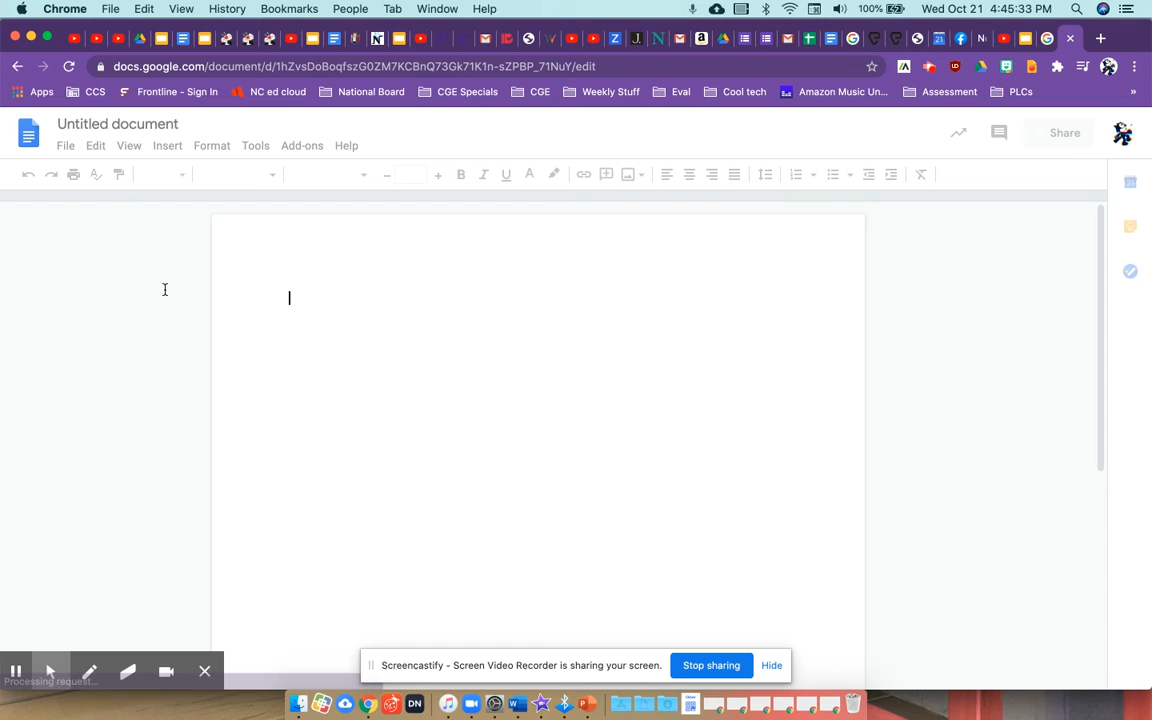 Chrome File Edit View History Bookmarks People Tab Window Help 100% Wed Oct 21 4:45:33 PM
docs.google.com/document/d/1hZvsDoBoqfszG0ZM7KCBnQ73Gk71K1n-sZPBP_71NuY/edit
Apps CCS Frontline - Sign In NC ed cloud National Board CGE Specials CGE Weekly Stuff Eval Cool tech Amazon Music Un... Assessment PLCs »
Untitled document
Share
File Edit View Insert Format Tools Add-ons Help
Screencastify - Screen Video Recorder is sharing your screen. Stop sharing Hide
Processing request...